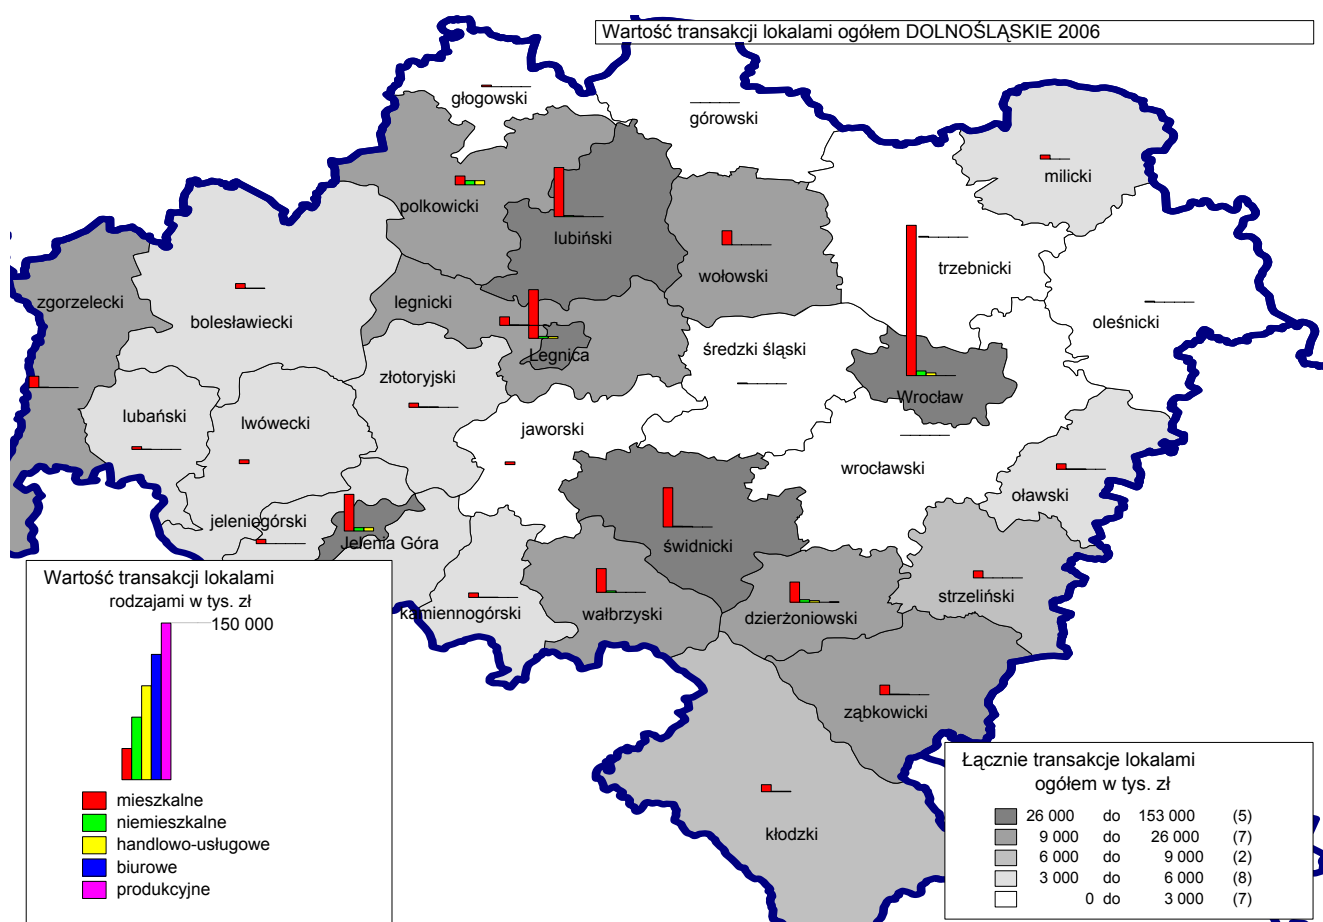 Wartość transakcji lokalami ogółem DOLNOŚLĄSKIE 2006
głogowski
górowski
milicki
polkowicki
lubiński
wołowski
trzebnicki
zgorzelecki
legnicki
bolesławiecki
oleśnicki
Legnica
średzki śląski
złotoryjski
Wrocław
lubański
lwówecki
jaworski
wrocławski
oławski
jeleniogórski
Jelenia Góra
świdnicki
strzeliński
kamiennogórski
wałbrzyski
dzierżoniowski
ząbkowicki
kłodzki
Wartość transakcji lokalami
rodzajami w tys. zł
150 000
mieszkalne
niemieszkalne
handlowo-usługowe
biurowe
produkcyjne
Łącznie transakcje lokalami
ogółem w tys. zł
26 000 do 153 000 (5)
9 000 do 26 000 (7)
6 000 do 9 000 (2)
3 000 do 6 000 (8)
0 do 3 000 (7)